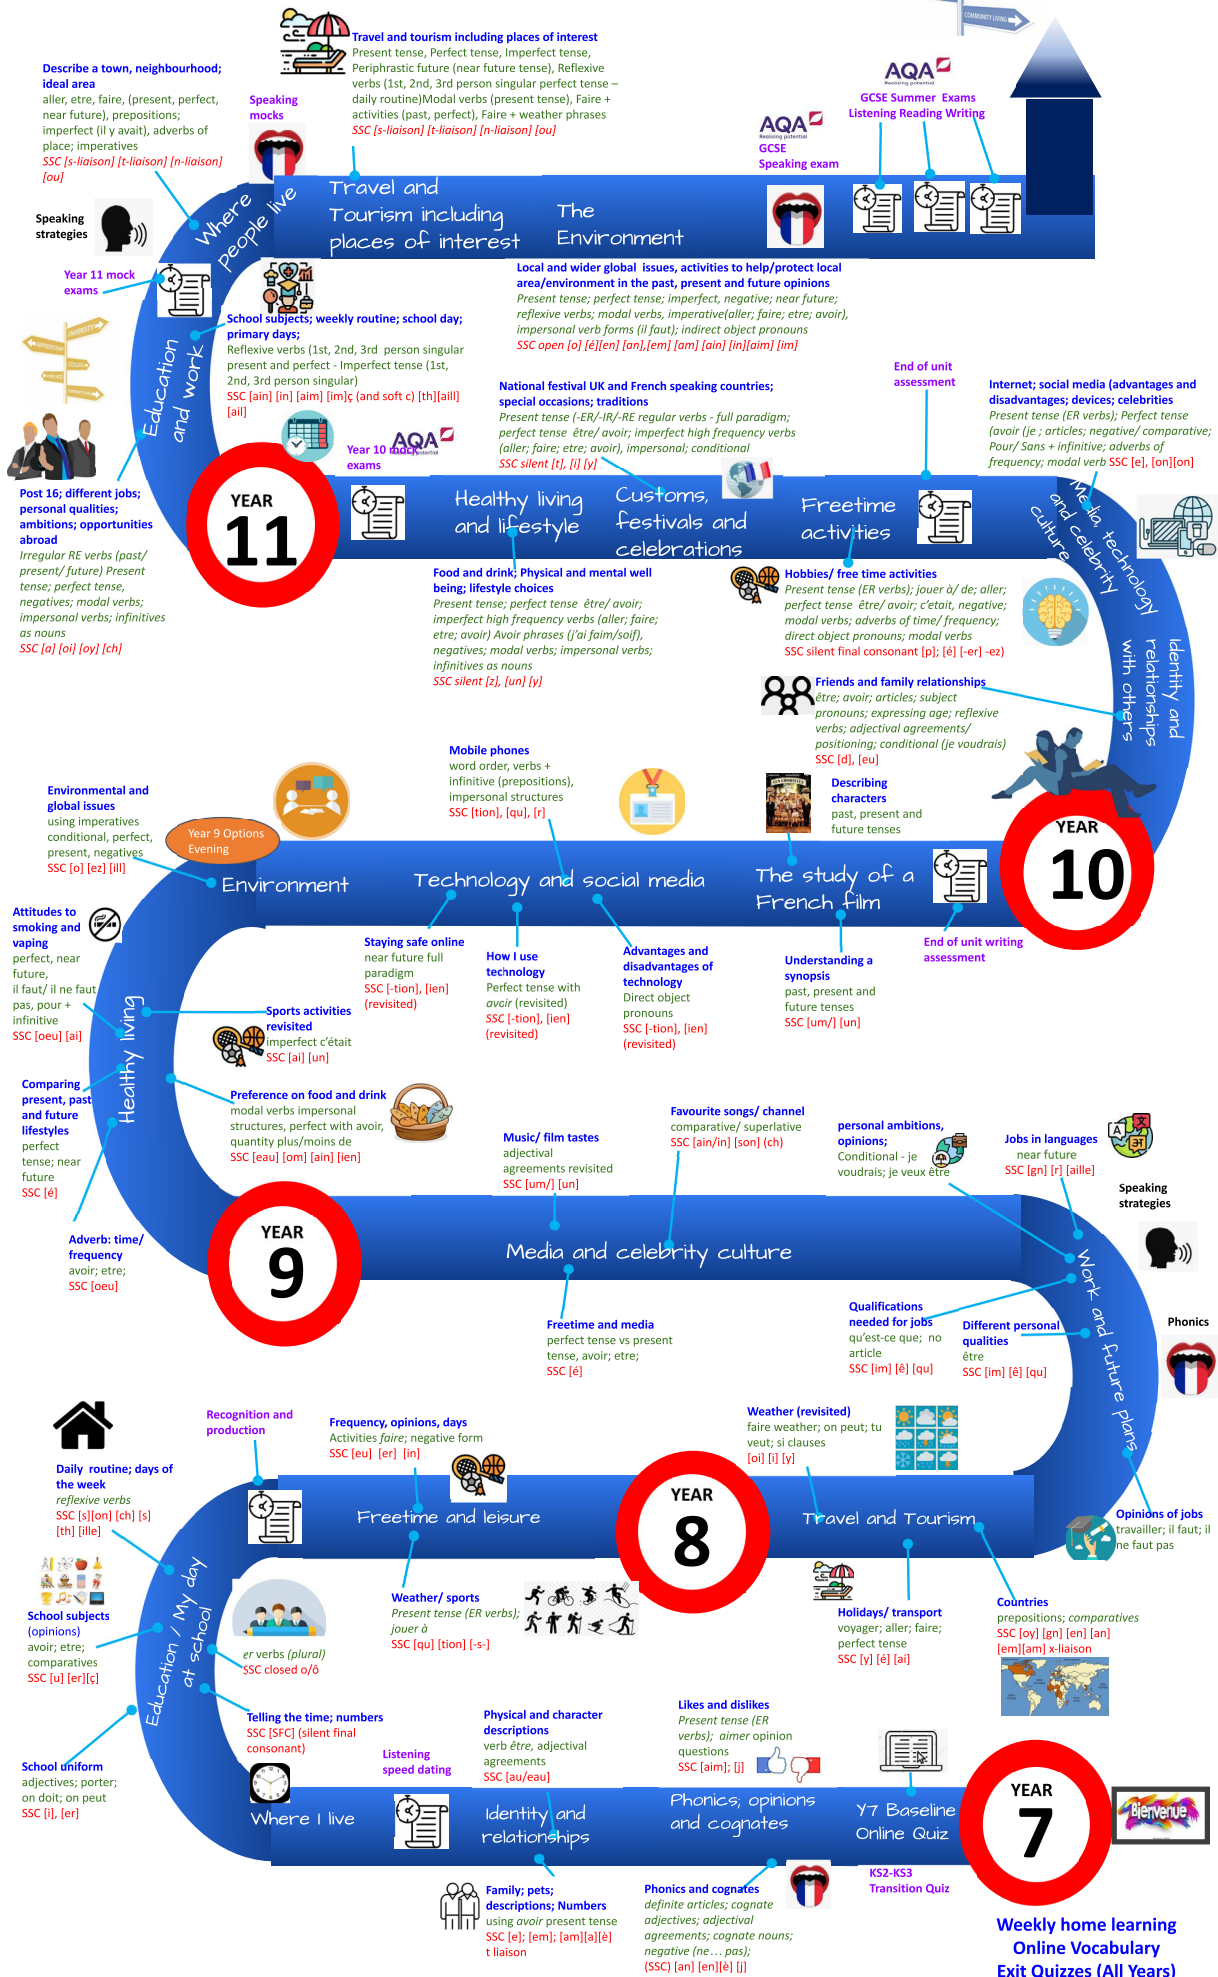 COMMUNITY LIVING
Travel and tourism including places of interest
Present tense, Perfect tense, Imperfect tense,
Periphrastic future (near future tense), Reflexive
verbs (1st, 2nd, 3rd person singular perfect tense –
daily routine)Modal verbs (present tense), Faire +
activities (past, perfect), Faire + weather phrases
SSC [s-liaison] [t-liaison] [n-liaison] [ou]
Describe a town, neighbourhood;
ideal area
aller, etre, faire, (present, perfect,
near future), prepositions;
imperfect (il y avait), adverbs of
place; imperatives
SSC [s-liaison] [t-liaison] [n-liaison]
[ou]
Speaking
mocks
AQA
Realising potential
GCSE Summer Exams
Listening Reading Writing
AQA
Realising potential
GCSE
Speaking exam
Speaking
strategies
Where
people live
Travel and
Tourism including
places of interest
The
Environment
Year 11 mock
exams
Local and wider global issues, activities to help/protect local
area/environment in the past, present and future opinions
Present tense; perfect tense; imperfect, negative; near future;
reflexive verbs; modal verbs, imperative(aller; faire; etre; avoir),
impersonal verb forms (il faut); indirect object pronouns
SSC open [o] [é][en] [an],[em] [am] [ain] [in][aim] [im]
UNIVERSITY
APPRENTICESHIP
COLLEGE
School subjects; weekly routine; school day;
primary days;
Reflexive verbs (1st, 2nd, 3rd person singular
present and perfect - Imperfect tense (1st,
2nd, 3rd person singular)
SSC [ain] [in] [aim] [im]ç (and soft c) [th][aill]
[ail]
Education
and work
End of unit
assessment
National festival UK and French speaking countries;
special occasions; traditions
Present tense (-ER/-IR/-RE regular verbs - full paradigm;
perfect tense être/ avoir; imperfect high frequency verbs
(aller; faire; etre; avoir), impersonal; conditional
SSC silent [t], [i] [y]
Internet; social media (advantages and
disadvantages; devices; celebrities
Present tense (ER verbs); Perfect tense
(avoir (je ; articles; negative/ comparative;
Pour/ Sans + infinitive; adverbs of
frequency; modal verb SSC [e], [on][on]
AQA
Year 10 mock
exams
Post 16; different jobs;
personal qualities;
ambitions; opportunities
abroad
Irregular RE verbs (past/
present/ future) Present
tense; perfect tense,
negatives; modal verbs;
impersonal verbs; infinitives
as nouns
SSC [a] [oi] [oy] [ch]
YEAR
11
Healthy living
and lifestyle
Customs,
festivals and
celebrations
Freetime
activities
Media, technology
and celebrity
culture
Food and drink; Physical and mental well
being; lifestyle choices
Present tense; perfect tense être/ avoir;
imperfect high frequency verbs (aller; faire;
etre; avoir) Avoir phrases (j'ai faim/soif),
negatives; modal verbs; impersonal verbs;
infinitives as nouns
SSC silent [z], [un] [y]
Hobbies/ free time activities
Present tense (ER verbs); jouer à/ de; aller;
perfect tense être/ avoir; c'etait, negative;
modal verbs; adverbs of time/ frequency;
direct object pronouns; modal verbs
SSC silent final consonant [p]; [é] [-er] -ez)
Identity and
relationships
with others
Friends and family relationships
être; avoir; articles; subject
pronouns; expressing age; reflexive
verbs; adjectival agreements/
positioning; conditional (je voudrais)
SSC [d], [eu]
Mobile phones
word order, verbs +
infinitive (prepositions),
impersonal structures
SSC [tion], [qu], [r]
Describing
characters
past, present and
future tenses
Environmental and
global issues
using imperatives
conditional, perfect,
present, negatives
SSC [o] [ez] [ill]
Year 9 Options
Evening
YEAR
10
Environment
Technology and social media
The study of a
French film
Attitudes to
smoking and
vaping
perfect, near
future,
il faut/ il ne faut
pas, pour +
infinitive
SSC [oeu] [ai]
Staying safe online
near future full
paradigm
SSC [-tion], [ien]
(revisited)
How I use
technology
Perfect tense with
avoir (revisited)
SSC [-tion], [ien]
(revisited)
Advantages and
disadvantages of
technology
Direct object
pronouns
SSC [-tion], [ien]
(revisited)
Understanding a
synopsis
past, present and
future tenses
SSC [um/] [un]
End of unit writing
assessment
Healthy living
Sports activities
revisited
imperfect c'était
SSC [ai] [un]
Comparing
present, past
and future
lifestyles
perfect
tense; near
future
SSC [é]
Preference on food and drink
modal verbs impersonal
structures, perfect with avoir,
quantity plus/moins de
SSC [eau] [om] [ain] [ien]
Music/ film tastes
adjectival
agreements revisited
SSC [um/] [un]
Favourite songs/ channel
comparative/ superlative
SSC [ain/in] [son] (ch)
personal ambitions,
opinions;
Conditional - je
voudrais; je veux être
Jobs in languages
near future
SSC [gn] [r] [aille]
Speaking
strategies
Adverb: time/
frequency
avoir; etre;
SSC [oeu]
YEAR
9
Media and celebrity culture
Work and future plans
Freetime and media
perfect tense vs present
tense, avoir; etre;
SSC [é]
Qualifications
needed for jobs
qu'est-ce que; no
article
SSC [im] [ê] [qu]
Different personal
qualities
être
SSC [im] [ê] [qu]
Phonics
Recognition and
production
Frequency, opinions, days
Activities faire; negative form
SSC [eu] [er] [in]
Weather (revisited)
faire weather; on peut; tu
veut; si clauses
[oi] [i] [y]
Daily routine; days of
the week
reflexive verbs
SSC [s][on] [ch] [s]
[th] [ille]
Freetime and leisure
YEAR
8
Travel and Tourism
Opinions of jobs
travailler; il faut; il
ne faut pas
School subjects
(opinions)
avoir; etre;
comparatives
SSC [u] [er][ç]
Education / My day
at school
er verbs (plural)
SSC closed o/ô
Weather/ sports
Present tense (ER verbs);
jouer à
SSC [qu] [tion] [-s-]
Holidays/ transport
voyager; aller; faire;
perfect tense
SSC [y] [é] [ai]
Countries
prepositions; comparatives
SSC [oy] [gn] [en] [an]
[em][am] x-liaison
Telling the time; numbers
SSC [SFC] (silent final
consonant)
School uniform
adjectives; porter;
on doit; on peut
SSC [i], [er]
Listening
speed dating
Physical and character
descriptions
verb être, adjectival
agreements
SSC [au/eau]
Likes and dislikes
Present tense (ER
verbs); aimer opinion
questions
SSC [aim]; [j]
Where I live
Identity and
relationships
Phonics; opinions
and cognates
Y7 Baseline
Online Quiz
YEAR
7
Bienvenue
Family; pets;
descriptions; Numbers
using avoir present tense
SSC [e]; [em]; [am][a][è]
t liaison
Phonics and cognates
definite articles; cognate
adjectives; adjectival
agreements; cognate nouns;
negative (ne... pas);
(SSC) [an] [en][è] [j]
KS2-KS3
Transition Quiz
Weekly home learning
Online Vocabulary
Exit Quizzes (All Years)